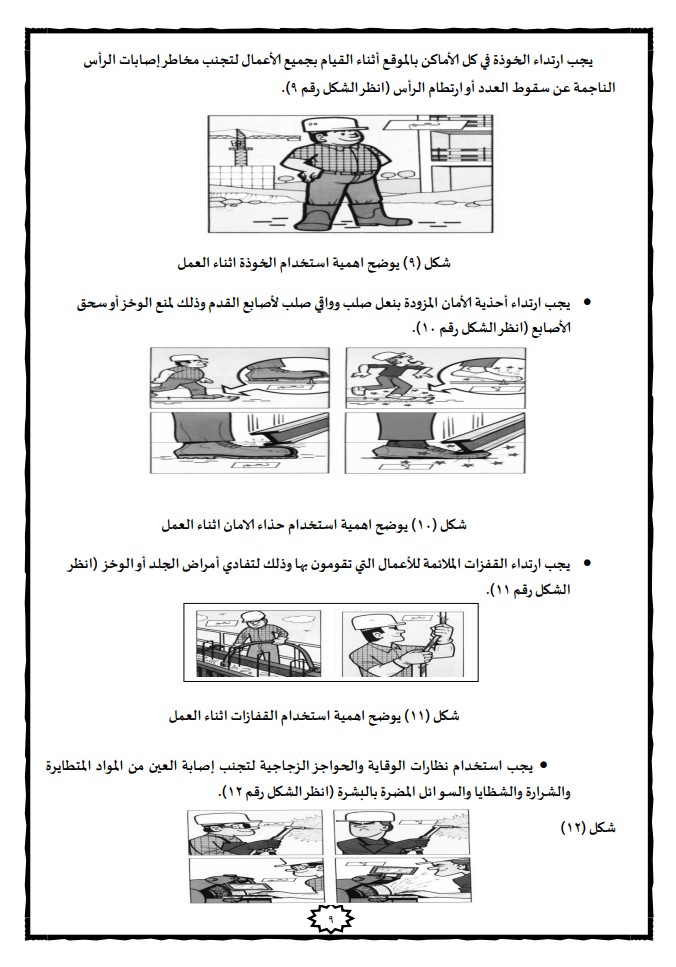 يجب ارتداء الخوذة في كل الأماكن بالموقع أثناء القيام بجميع الأعمال لتجنب مخاطر إصابات الرأس
الناجمة عن سقوط العدد أو ارتطام الرأس (انظر الشكل رقم ٩).
شكل (٩) يوضح اهمية استخدام الخوذة اثناء العمل
• يجب ارتداء أحذية الأمان المزودة بنعل صلب وواقي صلب لأصابع القدم وذلك لمنع الوخز أو سحق
الأصابع (انظر الشكل رقم ١٠).
نعم
لا
نعم
لا
شكل (١٠) يوضح اهمية استخدام حذاء الامان اثناء العمل
• يجب ارتداء القفزات الملائمة للأعمال التي تقومون بها وذلك لتفادي أمراض الجلد أو الوخز (انظر
الشكل رقم ١١).
شكل (١١) يوضح اهمية استخدام القفازات اثناء العمل
• يجب استخدام نظارات الوقاية والحواجز الزجاجية لتجنب إصابة العين من المواد المتطايرة
والشرارة والشظايا والسوائل المضرة بالبشرة (انظر الشكل رقم ١٢).
شكل (١٢)
٩